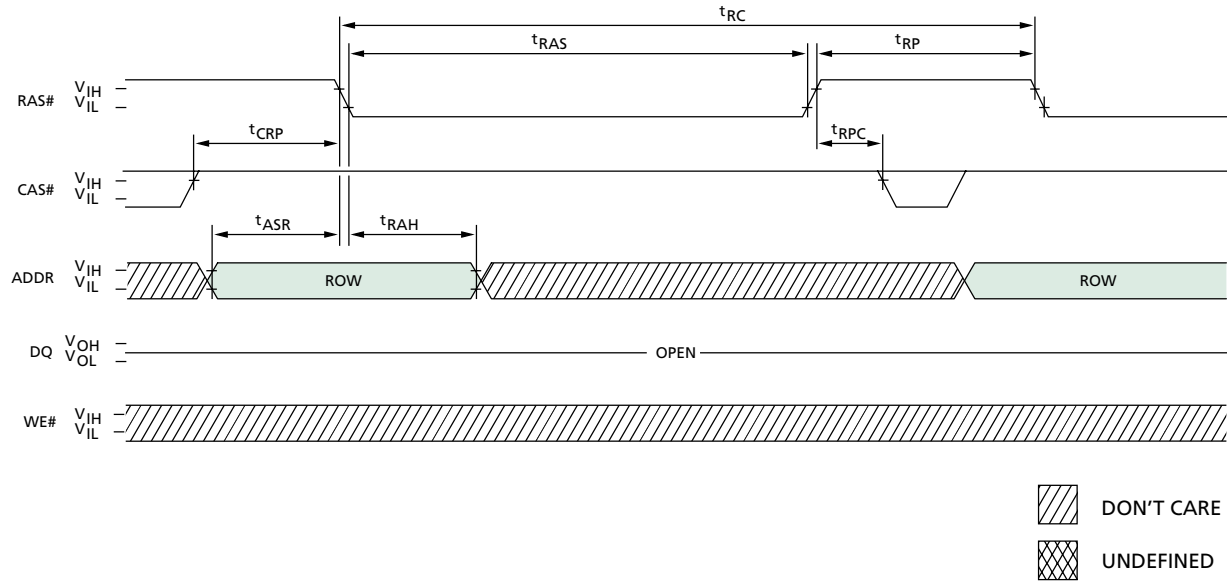 tRC
tRAS
tRP
RAS#
VIH
VIL
tCRP
tRPC
CAS#
VIH
VIL
tASR
tRAH
ADDR
VIH
VIL
ROW
ROW
DQ
VOH
VOL
OPEN
WE#
VIH
VIL
DON'T CARE
UNDEFINED